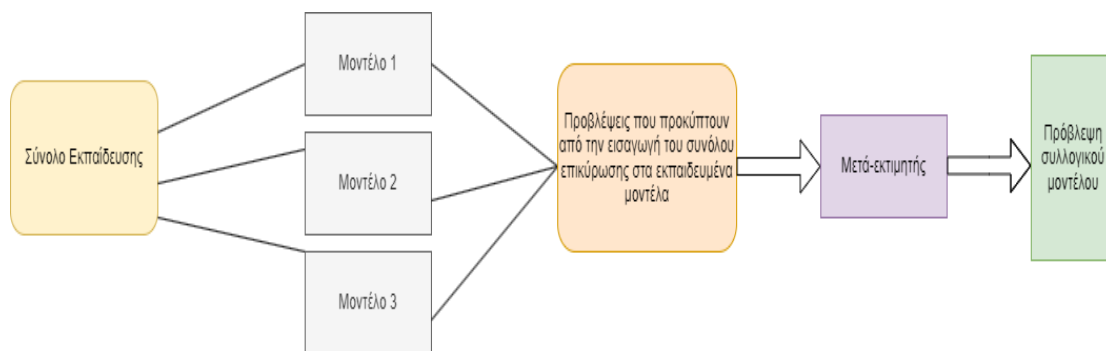 Σύνολο Εκπαίδευσης
Μοντέλο 1
Μοντέλο 2
Μοντέλο 3
Προβλέψεις που προκύπτουν
από την εισαγωγή του συνόλου
επικύρωσης στα εκπαιδευμένα
μοντέλα
Μετά-εκτιμητής
Πρόβλεψη
συλλογικού
μοντέλου